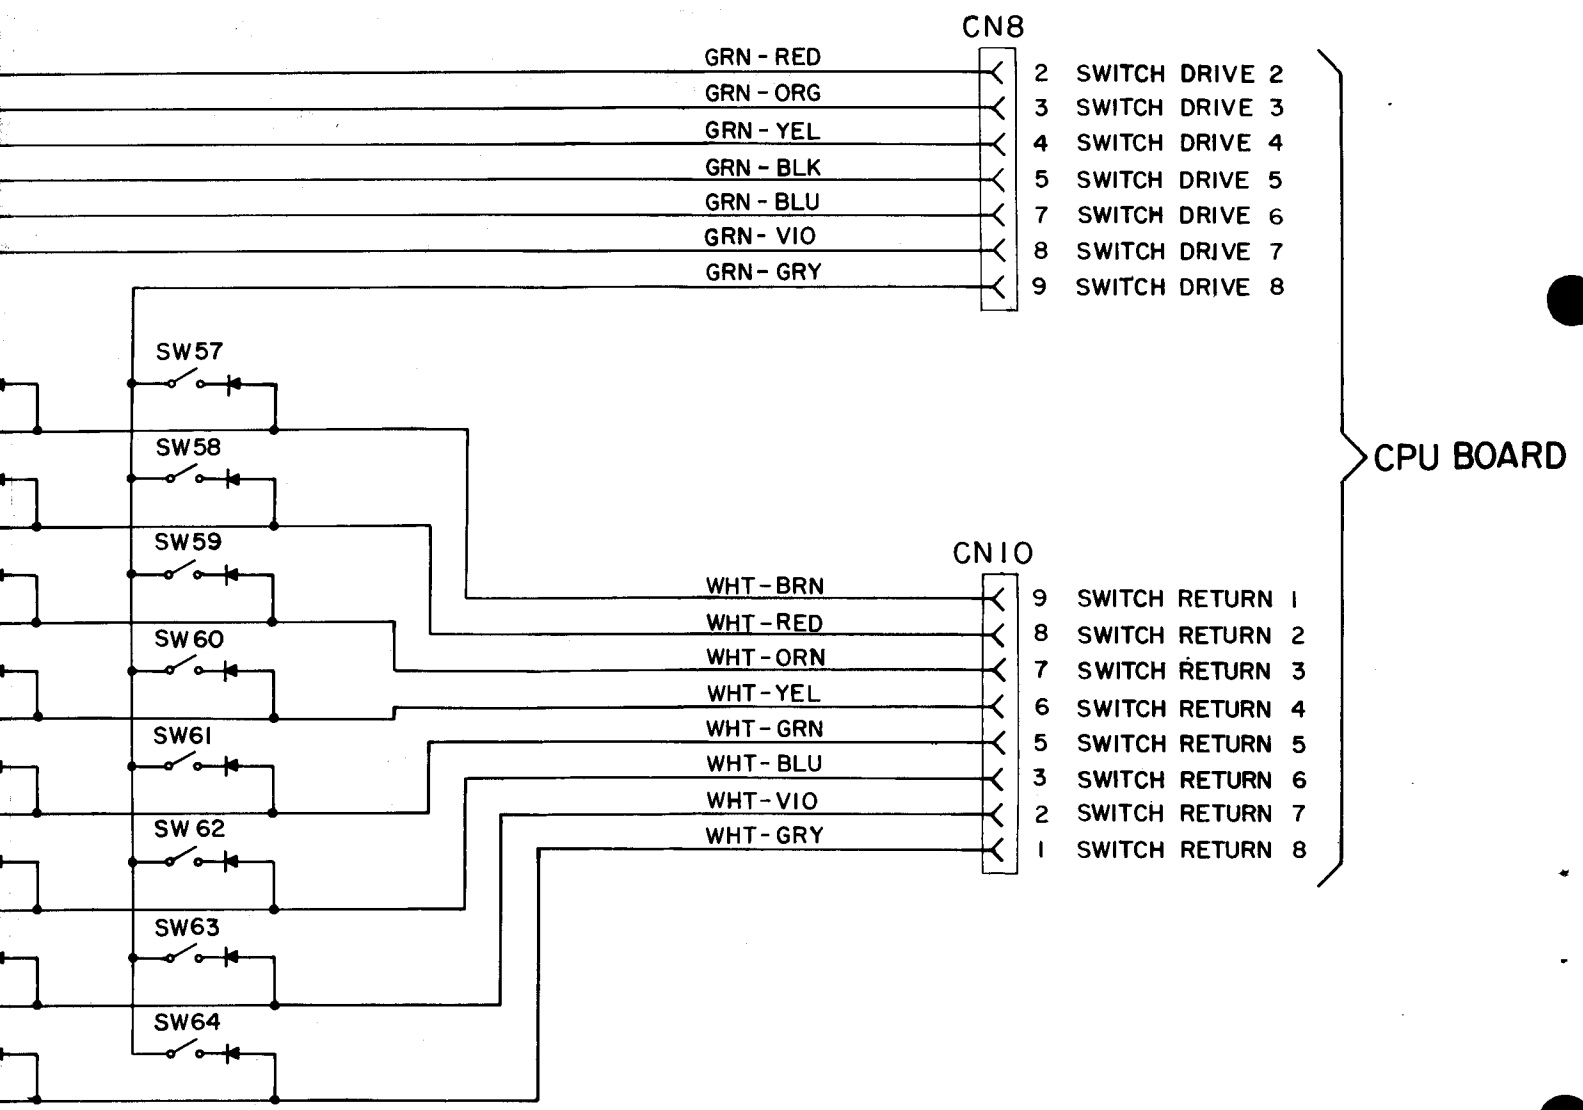 CN8
GRN-RED 2 SWITCH DRIVE 2
GRN-ORG 3 SWITCH DRIVE 3
GRN-YEL 4 SWITCH DRIVE 4
GRN-BLK 5 SWITCH DRIVE 5
GRN-BLU 7 SWITCH DRIVE 6
GRN-VIO 8 SWITCH DRIVE 7
GRN-GRY 9 SWITCH DRIVE 8
SW57
SW58
CPU BOARD
SW59
CN10
WHT-BRN 9 SWITCH RETURN 1
WHT-RED 8 SWITCH RETURN 2
SW60
WHT-ORN 7 SWITCH RETURN 3
WHT-YEL 6 SWITCH RETURN 4
SW61
WHT-GRN 5 SWITCH RETURN 5
WHT-BLU 3 SWITCH RETURN 6
WHT-VIO 2 SWITCH RETURN 7
SW62
WHT-GRY 1 SWITCH RETURN 8
SW63
SW64